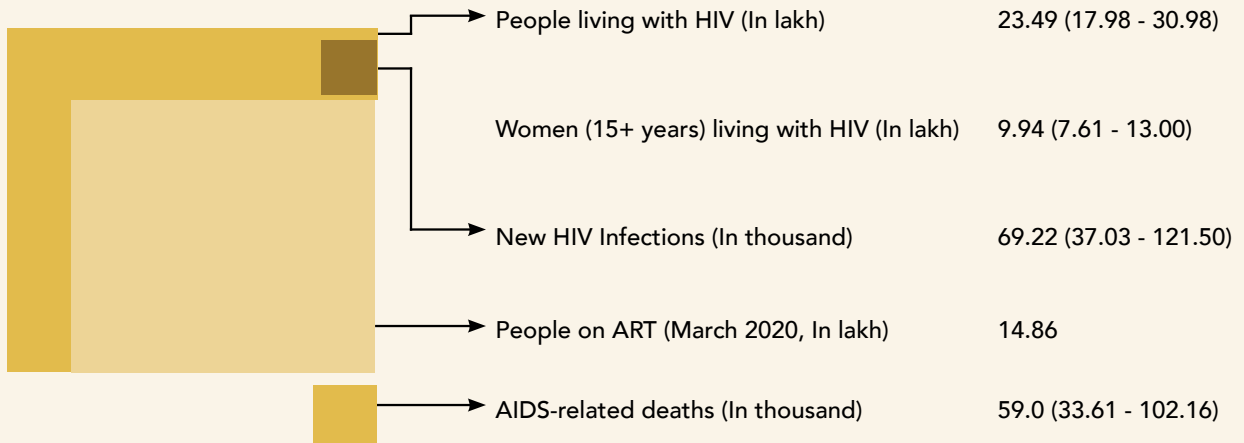 People living with HIV (In lakh) 23.49 (17.98 - 30.98)
Women (15+ years) living with HIV (In lakh) 9.94 (7.61 - 13.00)
New HIV Infections (In thousand) 69.22 (37.03 - 121.50)
People on ART (March 2020, In lakh) 14.86
AIDS-related deaths (In thousand) 59.0 (33.61 - 102.16)